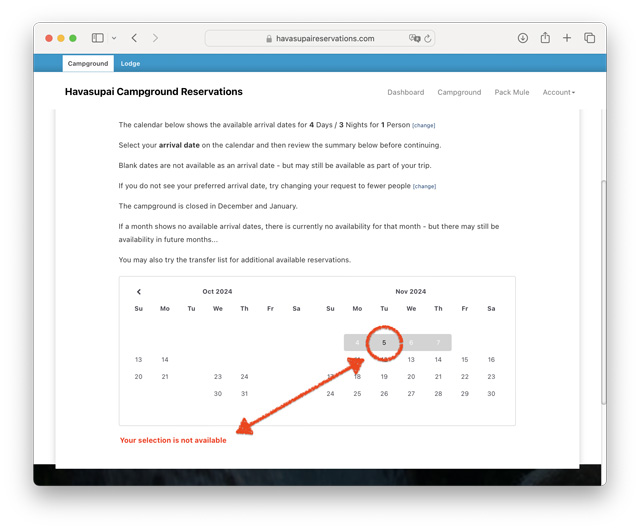 havasupaireservations.com
Campground Lodge
Havasupai Campground Reservations
Dashboard Campground Pack Mule Account
The calendar below shows the available arrival dates for 4 Days / 3 Nights for 1 Person [change]
Select your arrival date on the calendar and then review the summary below before continuing.
Blank dates are not available as an arrival date - but may still be available as part of your trip.
If you do not see your preferred arrival date, try changing your request to fewer people [change]
The campground is closed in December and January.
If a month shows no available arrival dates, there is currently no availability for that month - but there may still be
availability in future months...
You may also try the transfer list for additional available reservations.
Oct 2024 Nov 2024
Su Mo Tu We Th Fr Sa Su Mo Tu We Th Fr Sa
4 5 6 7
13 14 13 14 15 16
20 21 23 24 18 19 20 21 22 23
30 31 24 25 26 27 28 29 30
Your selection is not available